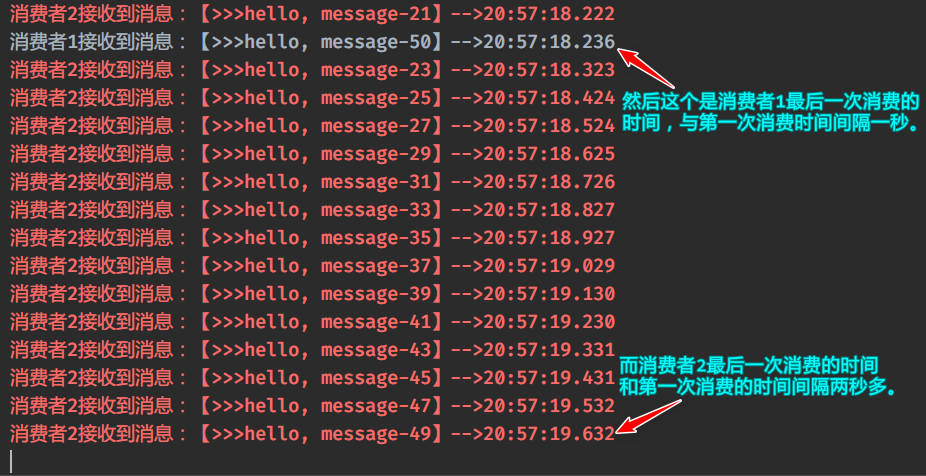 消费者2接收到消息：【>>>hello, message-21】-->20:57:18.222
消费者1接收到消息：【>>>hello, message-50】-->20:57:18.236
消费者2接收到消息：【>>>hello, message-23】-->20:57:18.323
消费者2接收到消息：【>>>hello, message-25】-->20:57:18.424
消费者2接收到消息：【>>>hello, message-27】-->20:57:18.524
消费者2接收到消息：【>>>hello, message-29】-->20:57:18.625
消费者2接收到消息：【>>>hello, message-31】-->20:57:18.726
消费者2接收到消息：【>>>hello, message-33】-->20:57:18.827
消费者2接收到消息：【>>>hello, message-35】-->20:57:18.927
消费者2接收到消息：【>>>hello, message-37】-->20:57:19.029
消费者2接收到消息：【>>>hello, message-39】-->20:57:19.130
消费者2接收到消息：【>>>hello, message-41】-->20:57:19.230
消费者2接收到消息：【>>>hello, message-43】-->20:57:19.331
消费者2接收到消息：【>>>hello, message-45】-->20:57:19.431
消费者2接收到消息：【>>>hello, message-47】-->20:57:19.532
消费者2接收到消息：【>>>hello, message-49】-->20:57:19.632
然后这个是消费者1最后一次消费的
时间，与第一次消费时间间隔一秒。
而消费者2最后一次消费的时间
和第一次消费的时间间隔两秒多。